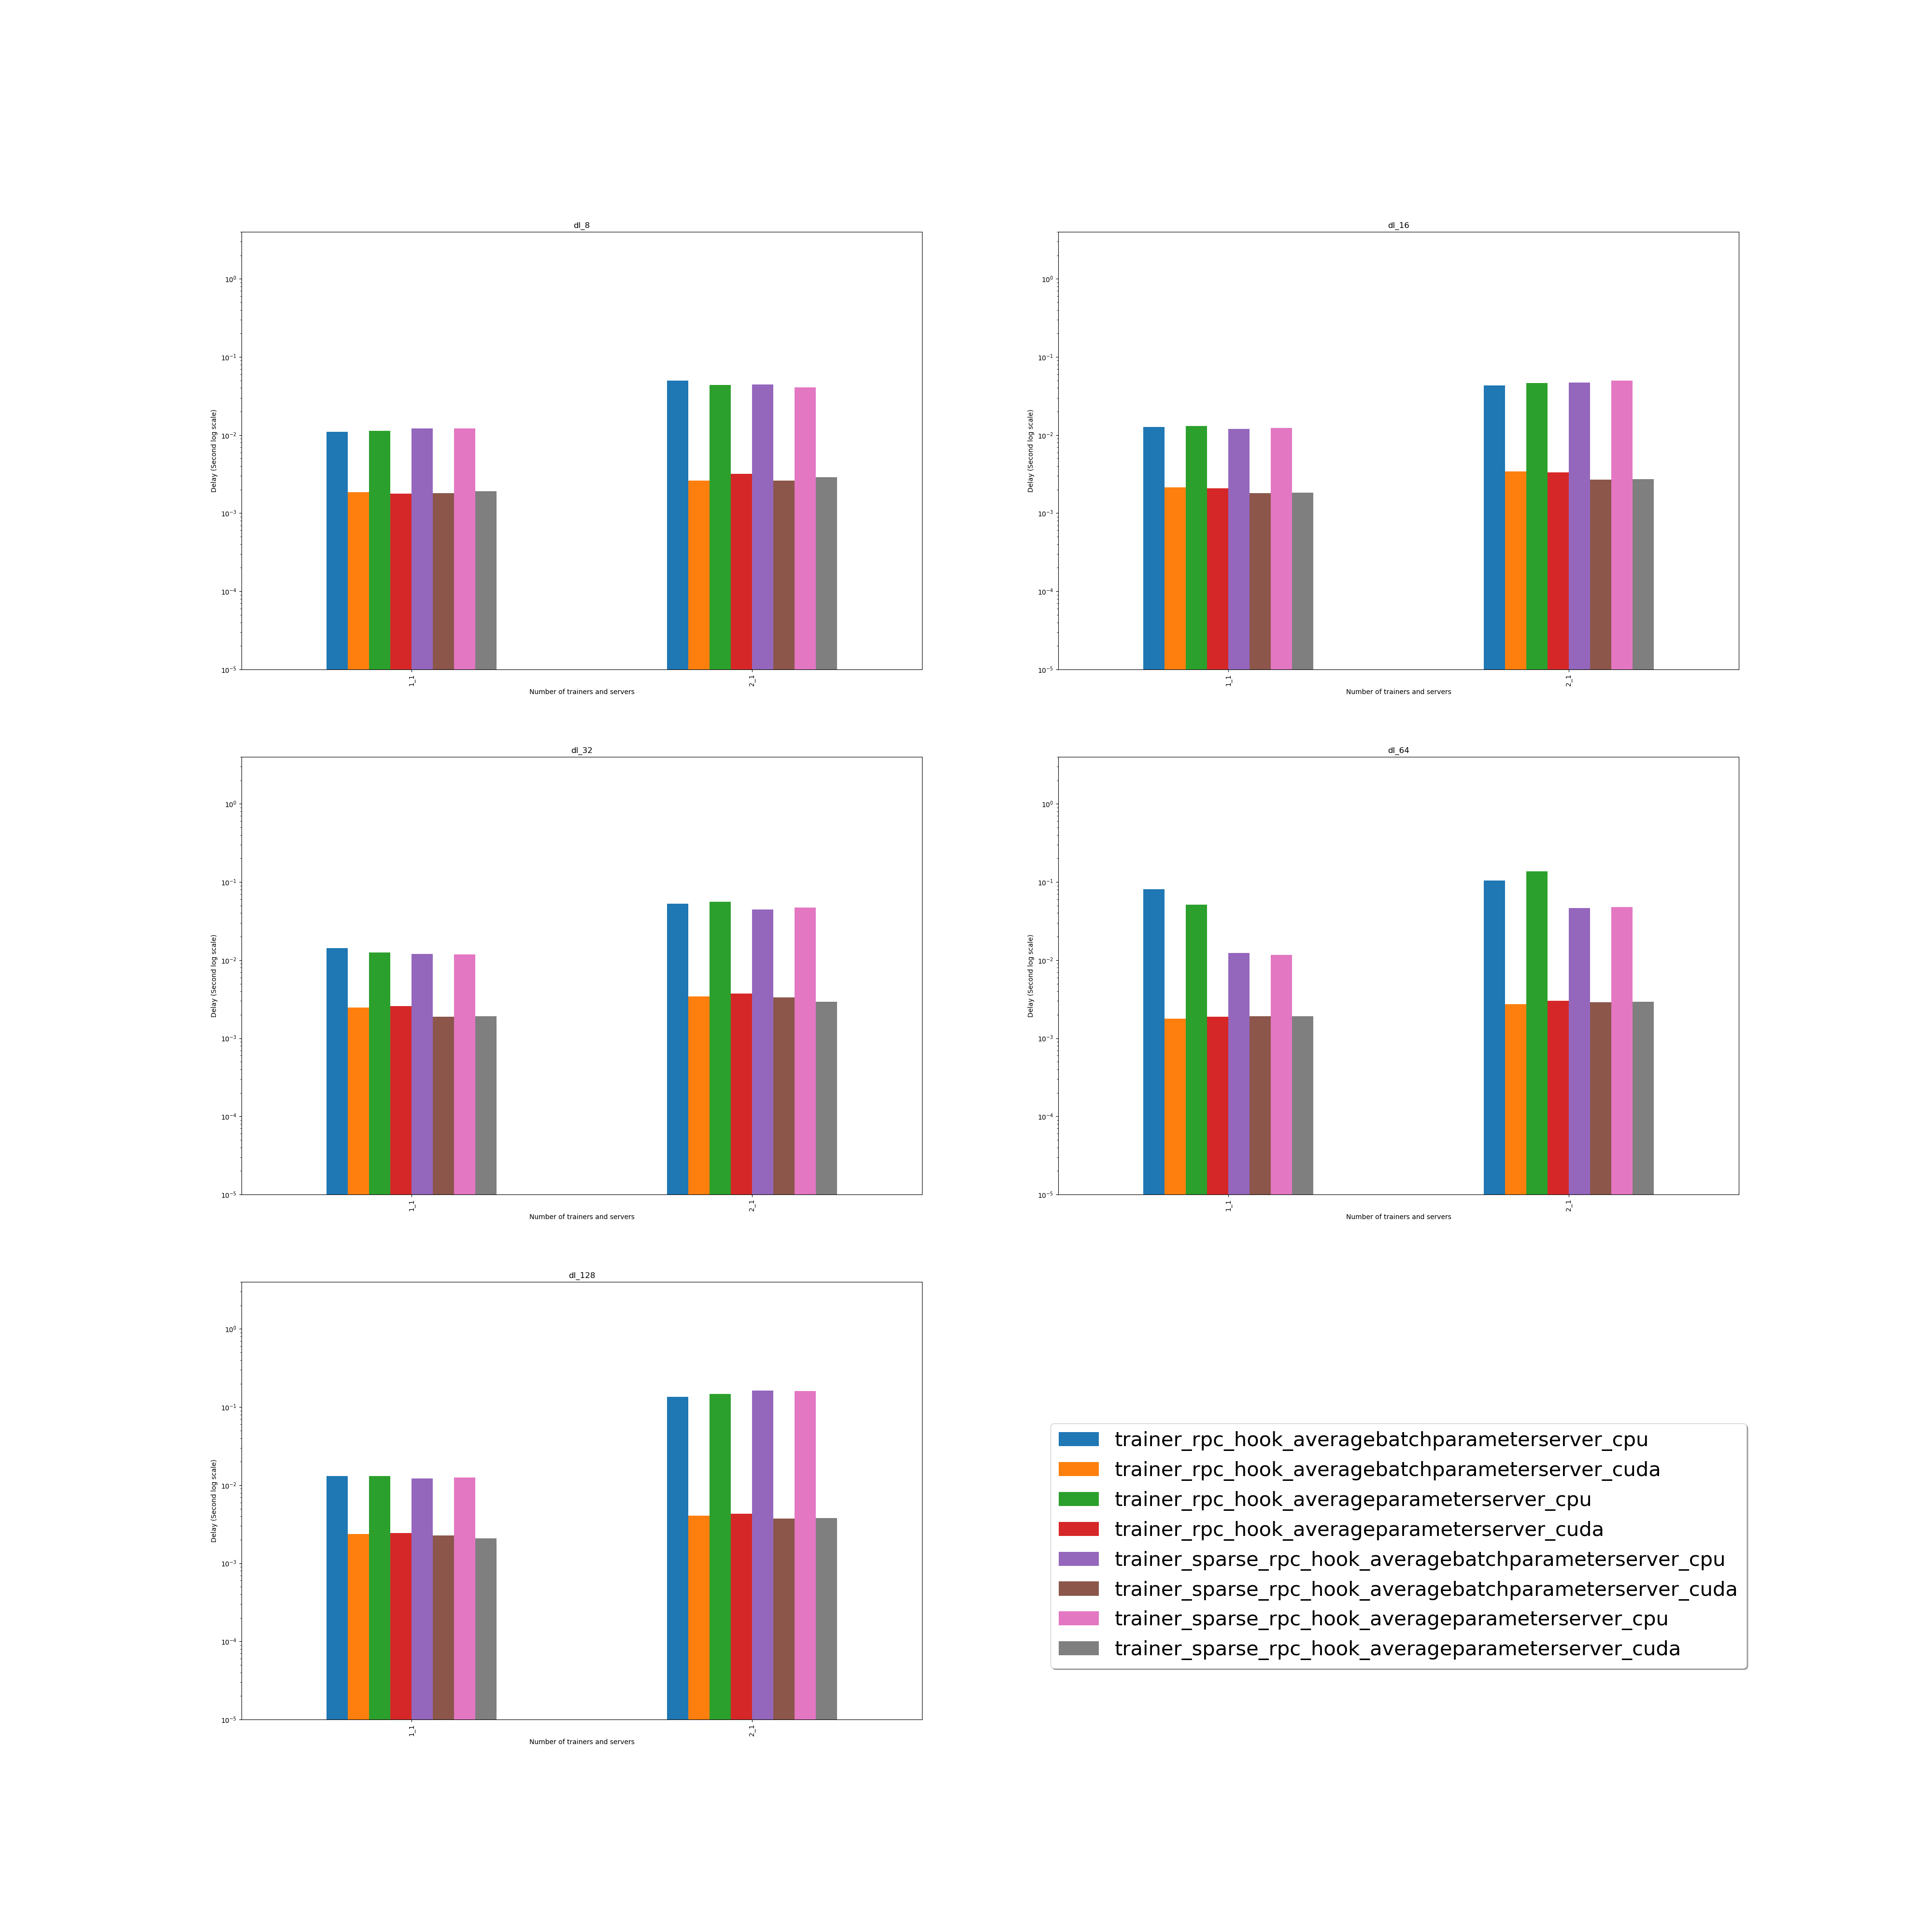 dl_8
10⁰
10⁻¹
10⁻²
10⁻³
10⁻⁴
10⁻⁵
Delay (Second log scale)
1_1
2_1
Number of trainers and servers
dl_16
10⁰
10⁻¹
10⁻²
10⁻³
10⁻⁴
10⁻⁵
Delay (Second log scale)
1_1
2_1
Number of trainers and servers
dl_32
10⁰
10⁻¹
10⁻²
10⁻³
10⁻⁴
10⁻⁵
Delay (Second log scale)
1_1
2_1
Number of trainers and servers
dl_64
10⁰
10⁻¹
10⁻²
10⁻³
10⁻⁴
10⁻⁵
Delay (Second log scale)
1_1
2_1
Number of trainers and servers
dl_128
10⁰
10⁻¹
10⁻²
10⁻³
10⁻⁴
10⁻⁵
Delay (Second log scale)
1_1
2_1
Number of trainers and servers
trainer_rpc_hook_averagebatchparameterserver_cpu
trainer_rpc_hook_averagebatchparameterserver_cuda
trainer_rpc_hook_averageparameterserver_cpu
trainer_rpc_hook_averageparameterserver_cuda
trainer_sparse_rpc_hook_averagebatchparameterserver_cpu
trainer_sparse_rpc_hook_averagebatchparameterserver_cuda
trainer_sparse_rpc_hook_averageparameterserver_cpu
trainer_sparse_rpc_hook_averageparameterserver_cuda